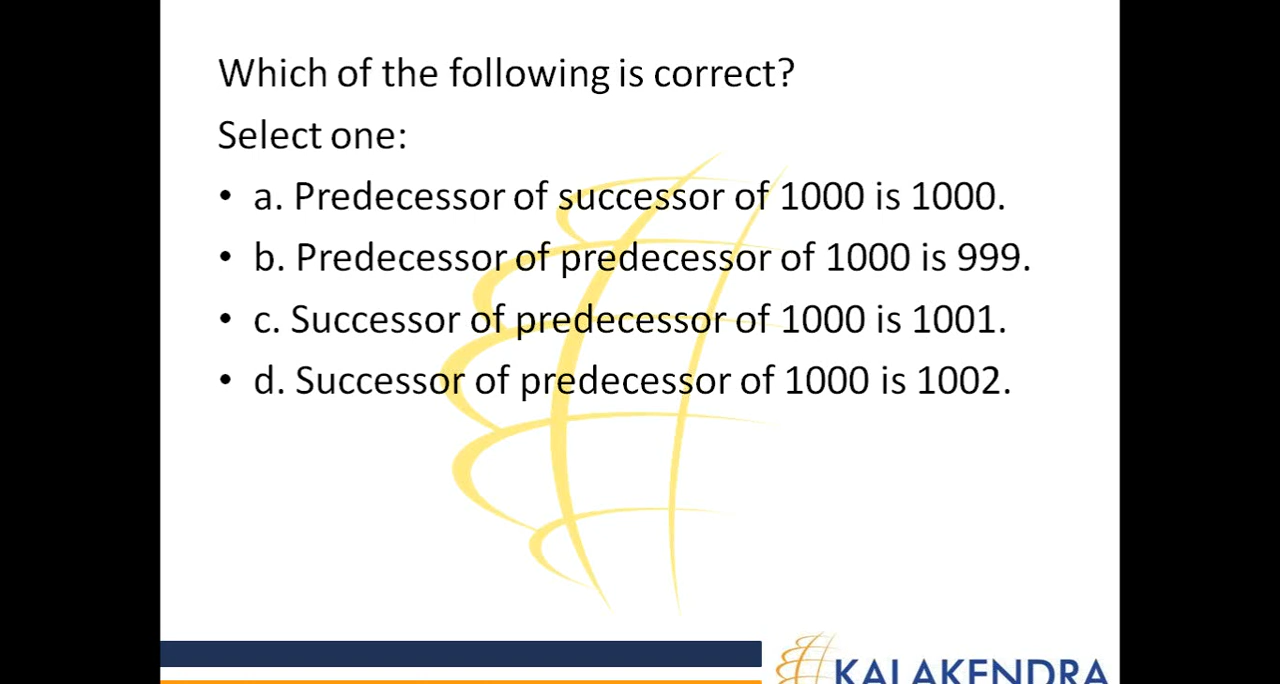 Which of the following is correct?
Select one:
• a. Predecessor of successor of 1000 is 1000.
• b. Predecessor of predecessor of 1000 is 999.
• c. Successor of predecessor of 1000 is 1001.
• d. Successor of predecessor of 1000 is 1002.
KALAKENDRA